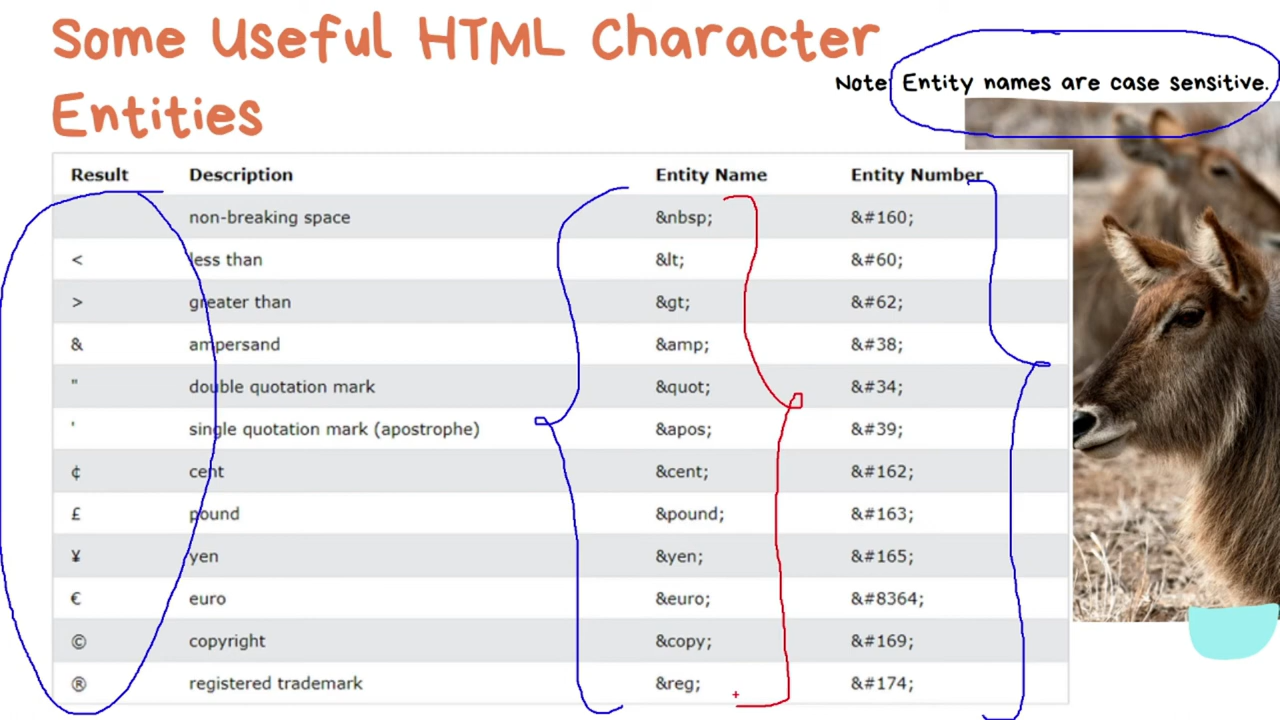 Some Useful HTML Character
Entities
Note: Entity names are case sensitive.
Result Description Entity Name Entity Number
non-breaking space &nbsp; &#160;
< less than &lt; &#60;
> greater than &gt; &#62;
& ampersand &amp; &#38;
" double quotation mark &quot; &#34;
' single quotation mark (apostrophe) &apos; &#39;
¢ cent &cent; &#162;
£ pound &pound; &#163;
¥ yen &yen; &#165;
€ euro &euro; &#8364;
© copyright &copy; &#169;
® registered trademark &reg; &#174;